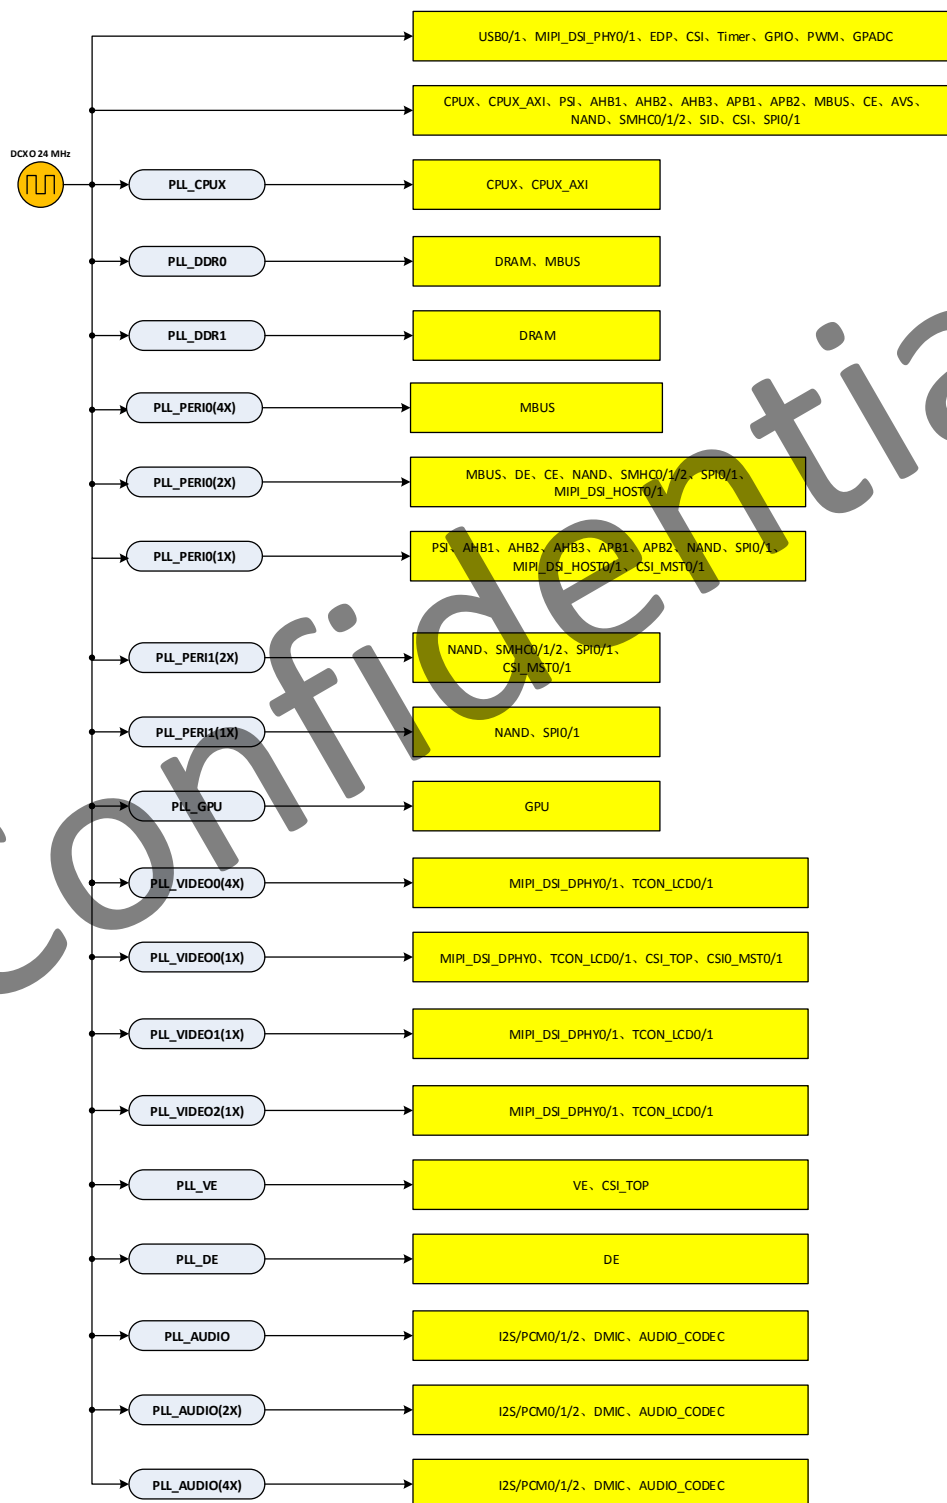 USB0/1、MIPI_DSI_PHY0/1、EDP、CSI、Timer、GPIO、PWM、GPADC
CPUX、CPUX_AXI、PSI、AHB1、AHB2、AHB3、APB1、APB2、MBUS、CE、AVS、
NAND、SMHC0/1/2、SID、CSI、SPI0/1
DCXO 24 MHz
PLL_CPUX
CPUX、CPUX_AXI
PLL_DDR0
DRAM、MBUS
PLL_DDR1
DRAM
PLL_PERI0(4X)
MBUS
PLL_PERI0(2X)
MBUS、DE、CE、NAND、SMHC0/1/2、SPI0/1、
MIPI_DSI_HOST0/1
PLL_PERI0(1X)
PSI、AHB1、AHB2、AHB3、APB1、APB2、NAND、SPI0/1、
MIPI_DSI_HOST0/1、CSI_MST0/1
PLL_PERI1(2X)
NAND、SMHC0/1/2、SPI0/1、
CSI_MST0/1
PLL_PERI1(1X)
NAND、SPI0/1
PLL_GPU
GPU
PLL_VIDEO0(4X)
MIPI_DSI_DPHY0/1、TCON_LCD0/1
PLL_VIDEO0(1X)
MIPI_DSI_DPHY0、TCON_LCD0/1、CSI_TOP、CSI0_MST0/1
PLL_VIDEO1(1X)
MIPI_DSI_DPHY0/1、TCON_LCD0/1
PLL_VIDEO2(1X)
MIPI_DSI_DPHY0/1、TCON_LCD0/1
PLL_VE
VE、CSI_TOP
PLL_DE
DE
PLL_AUDIO
I2S/PCM0/1/2、DMIC、AUDIO_CODEC
PLL_AUDIO(2X)
I2S/PCM0/1/2、DMIC、AUDIO_CODEC
PLL_AUDIO(4X)
I2S/PCM0/1/2、DMIC、AUDIO_CODEC
Confidentia